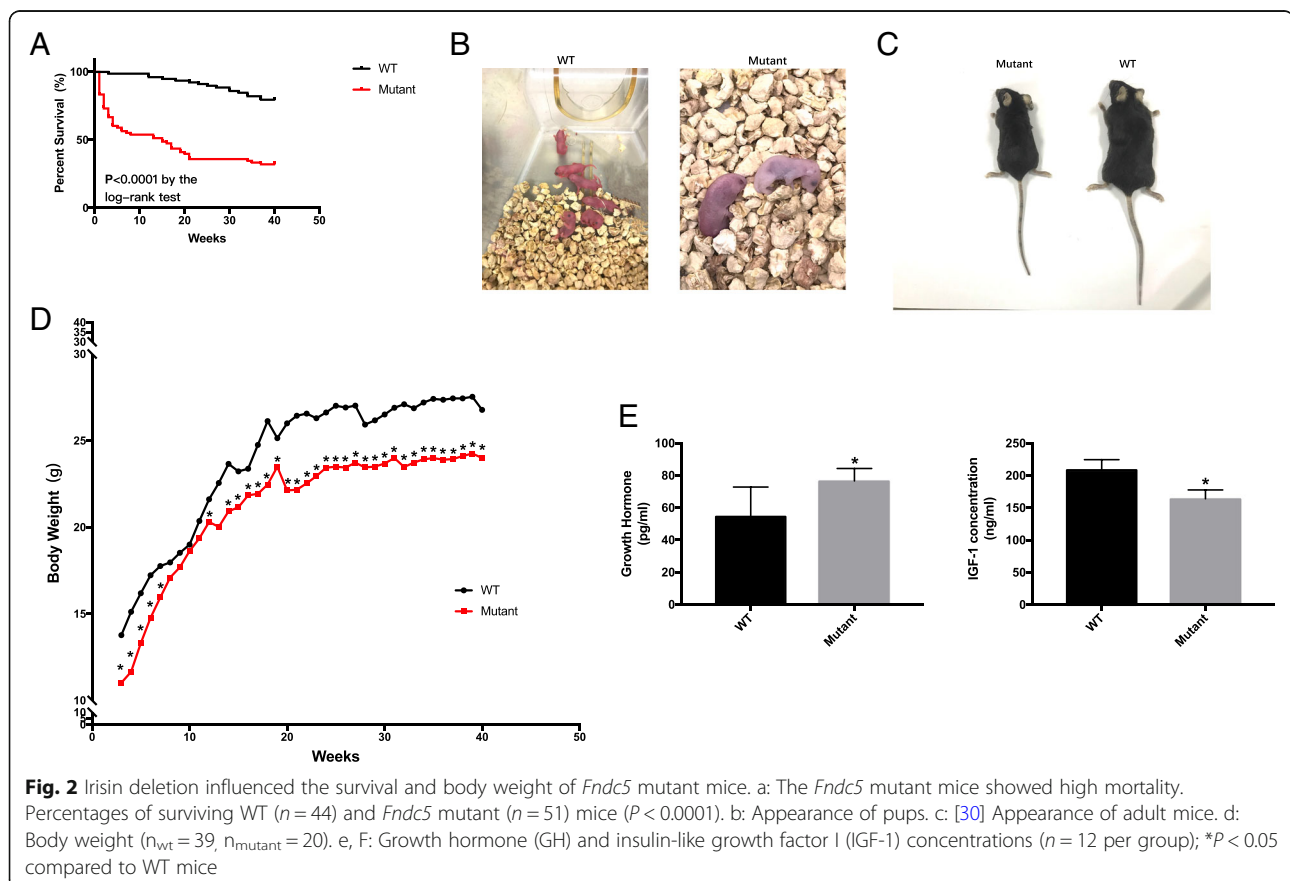 A
WT
Mutant
100
50
0
Percent Survival (%)
P<0.0001 by the
log–rank test
0 10 20 30 40 50
Weeks
B
WT
Mutant
C
Mutant
WT
D
40
35
30
30
25
20
15
10
10
5
0
Body Weight (g)
* * * * * * * * * * * * * * * * * * * * * * * * * * * * * * * *
WT
Mutant
0 10 20 30 40 50
Weeks
E
100
80
60
40
20
0
Growth Hormone
(pg/ml)
*
WT
Mutant
250
200
150
100
50
0
IGF-1 concentration
(ng/ml)
*
WT
Mutant
Fig. 2 Irisin deletion influenced the survival and body weight of Fndc5 mutant mice. a: The Fndc5 mutant mice showed high mortality.
Percentages of surviving WT (n = 44) and Fndc5 mutant (n = 51) mice (P < 0.0001). b: Appearance of pups. c: [30] Appearance of adult mice. d:
Body weight (nwt = 39, nmutant = 20). e, F: Growth hormone (GH) and insulin-like growth factor I (IGF-1) concentrations (n = 12 per group); *P < 0.05
compared to WT mice